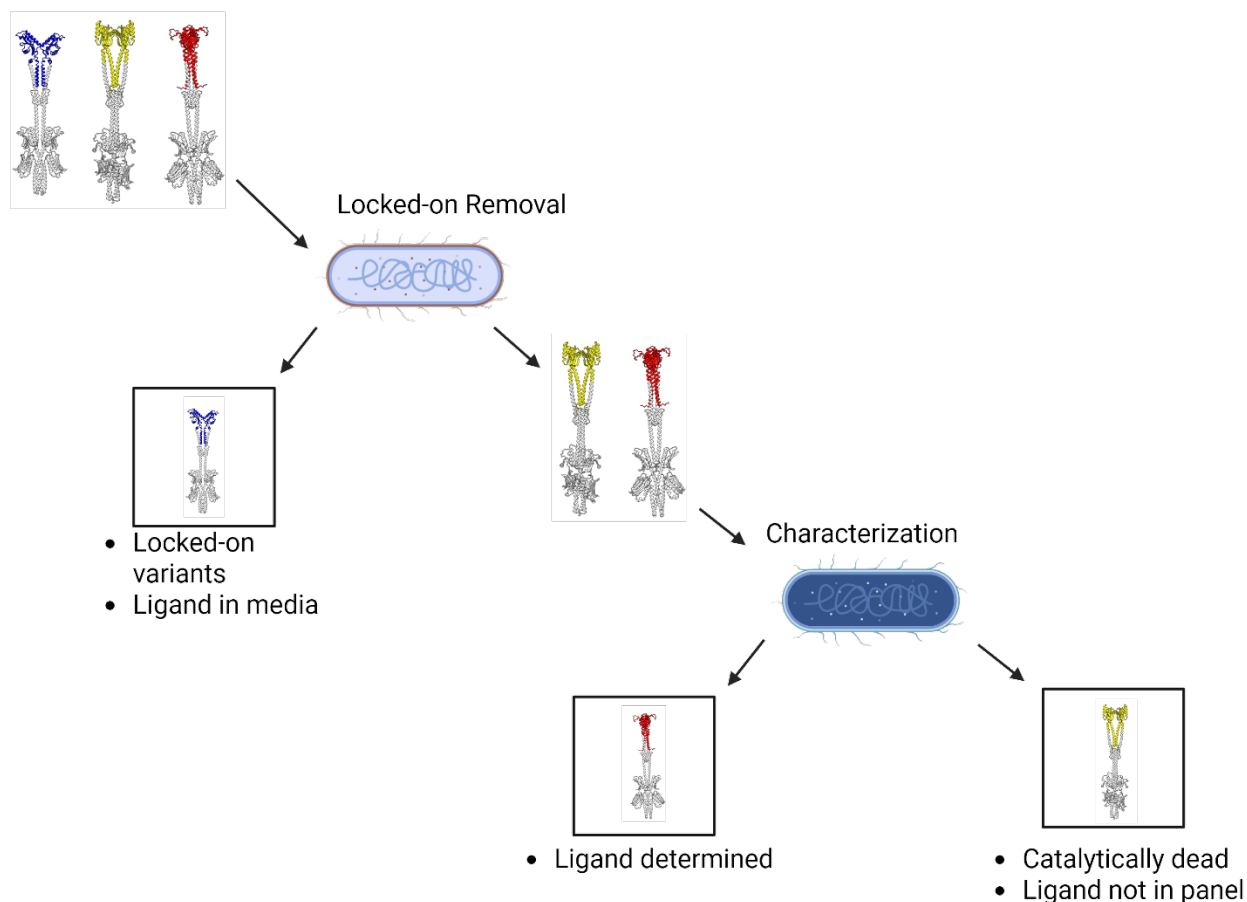 Locked-on Removal
• Locked-on
variants
• Ligand in media
Characterization
• Ligand determined
• Catalytically dead
• Ligand not in panel